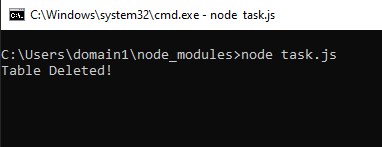 C:\Windows\system32\cmd.exe - node task.js
C:\Users\domain1\node_modules>node task.js
Table Deleted!